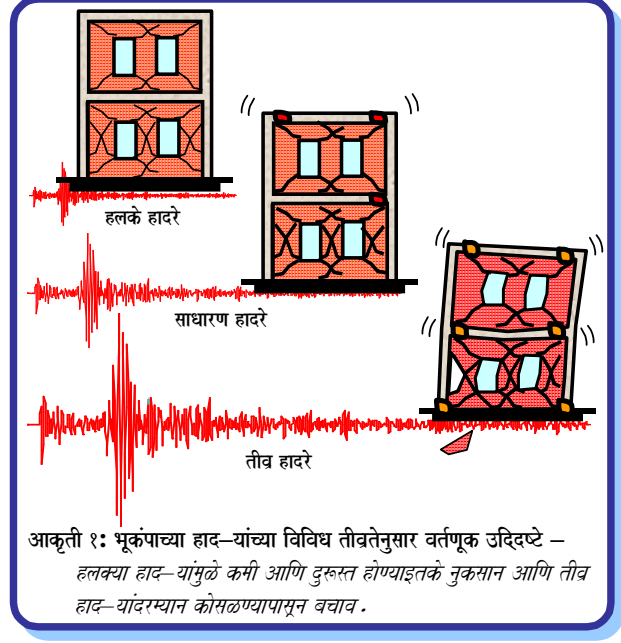 हलके हादरे
साधारण हादरे
तीव्र हादरे
आकृती १: भूकंपाच्या हाद–यांच्या विविध तीव्रतेनुसार वर्तणूक उदि्दष्टे –
हलक्या हाद–यांमुळे कमी आणि दुरूस्त होण्याइतके नुकसान आणि तीव्र
हाद–यांदरम्यान कोसळण्यापासून बचाव.